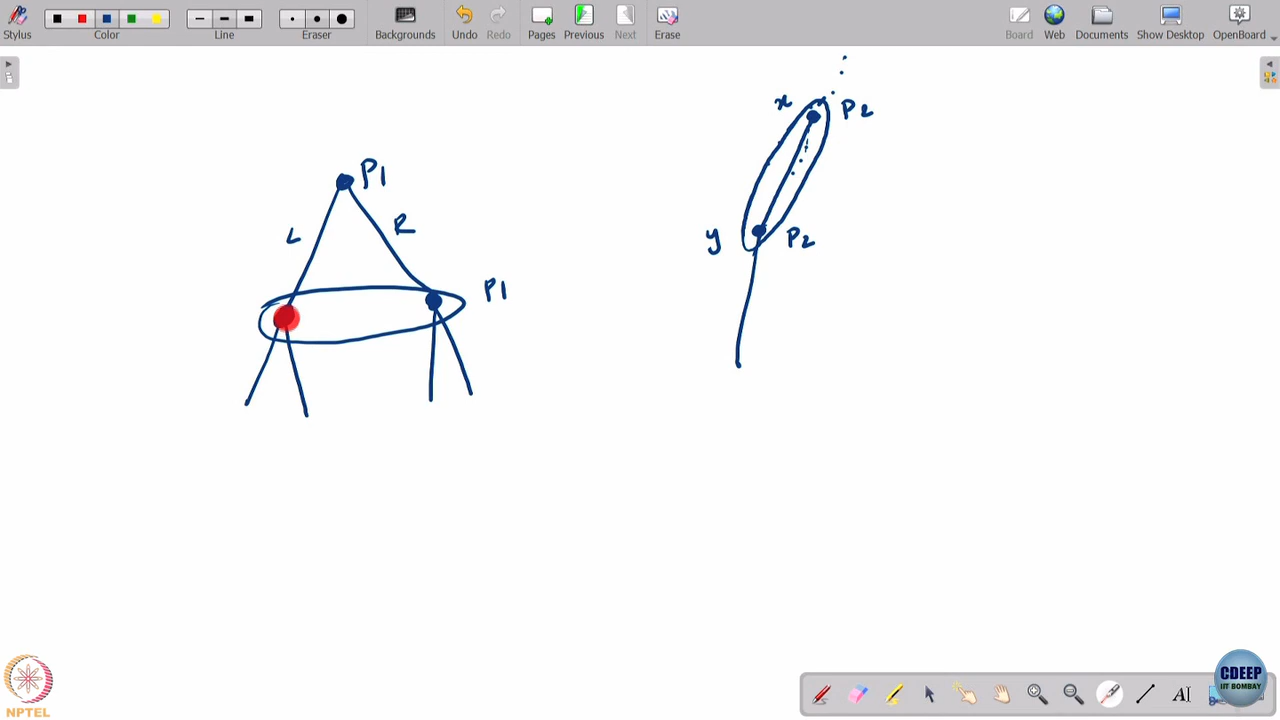 Stylus
Color
Line
Eraser
Backgrounds
Undo
Redo
Pages
Previous
Next
Erase
Board
Web
Documents
Show Desktop
OpenBoard
P1
L
R
P1
x
P2
y
P2
NPTEL
CDEEP
IIT BOMBAY